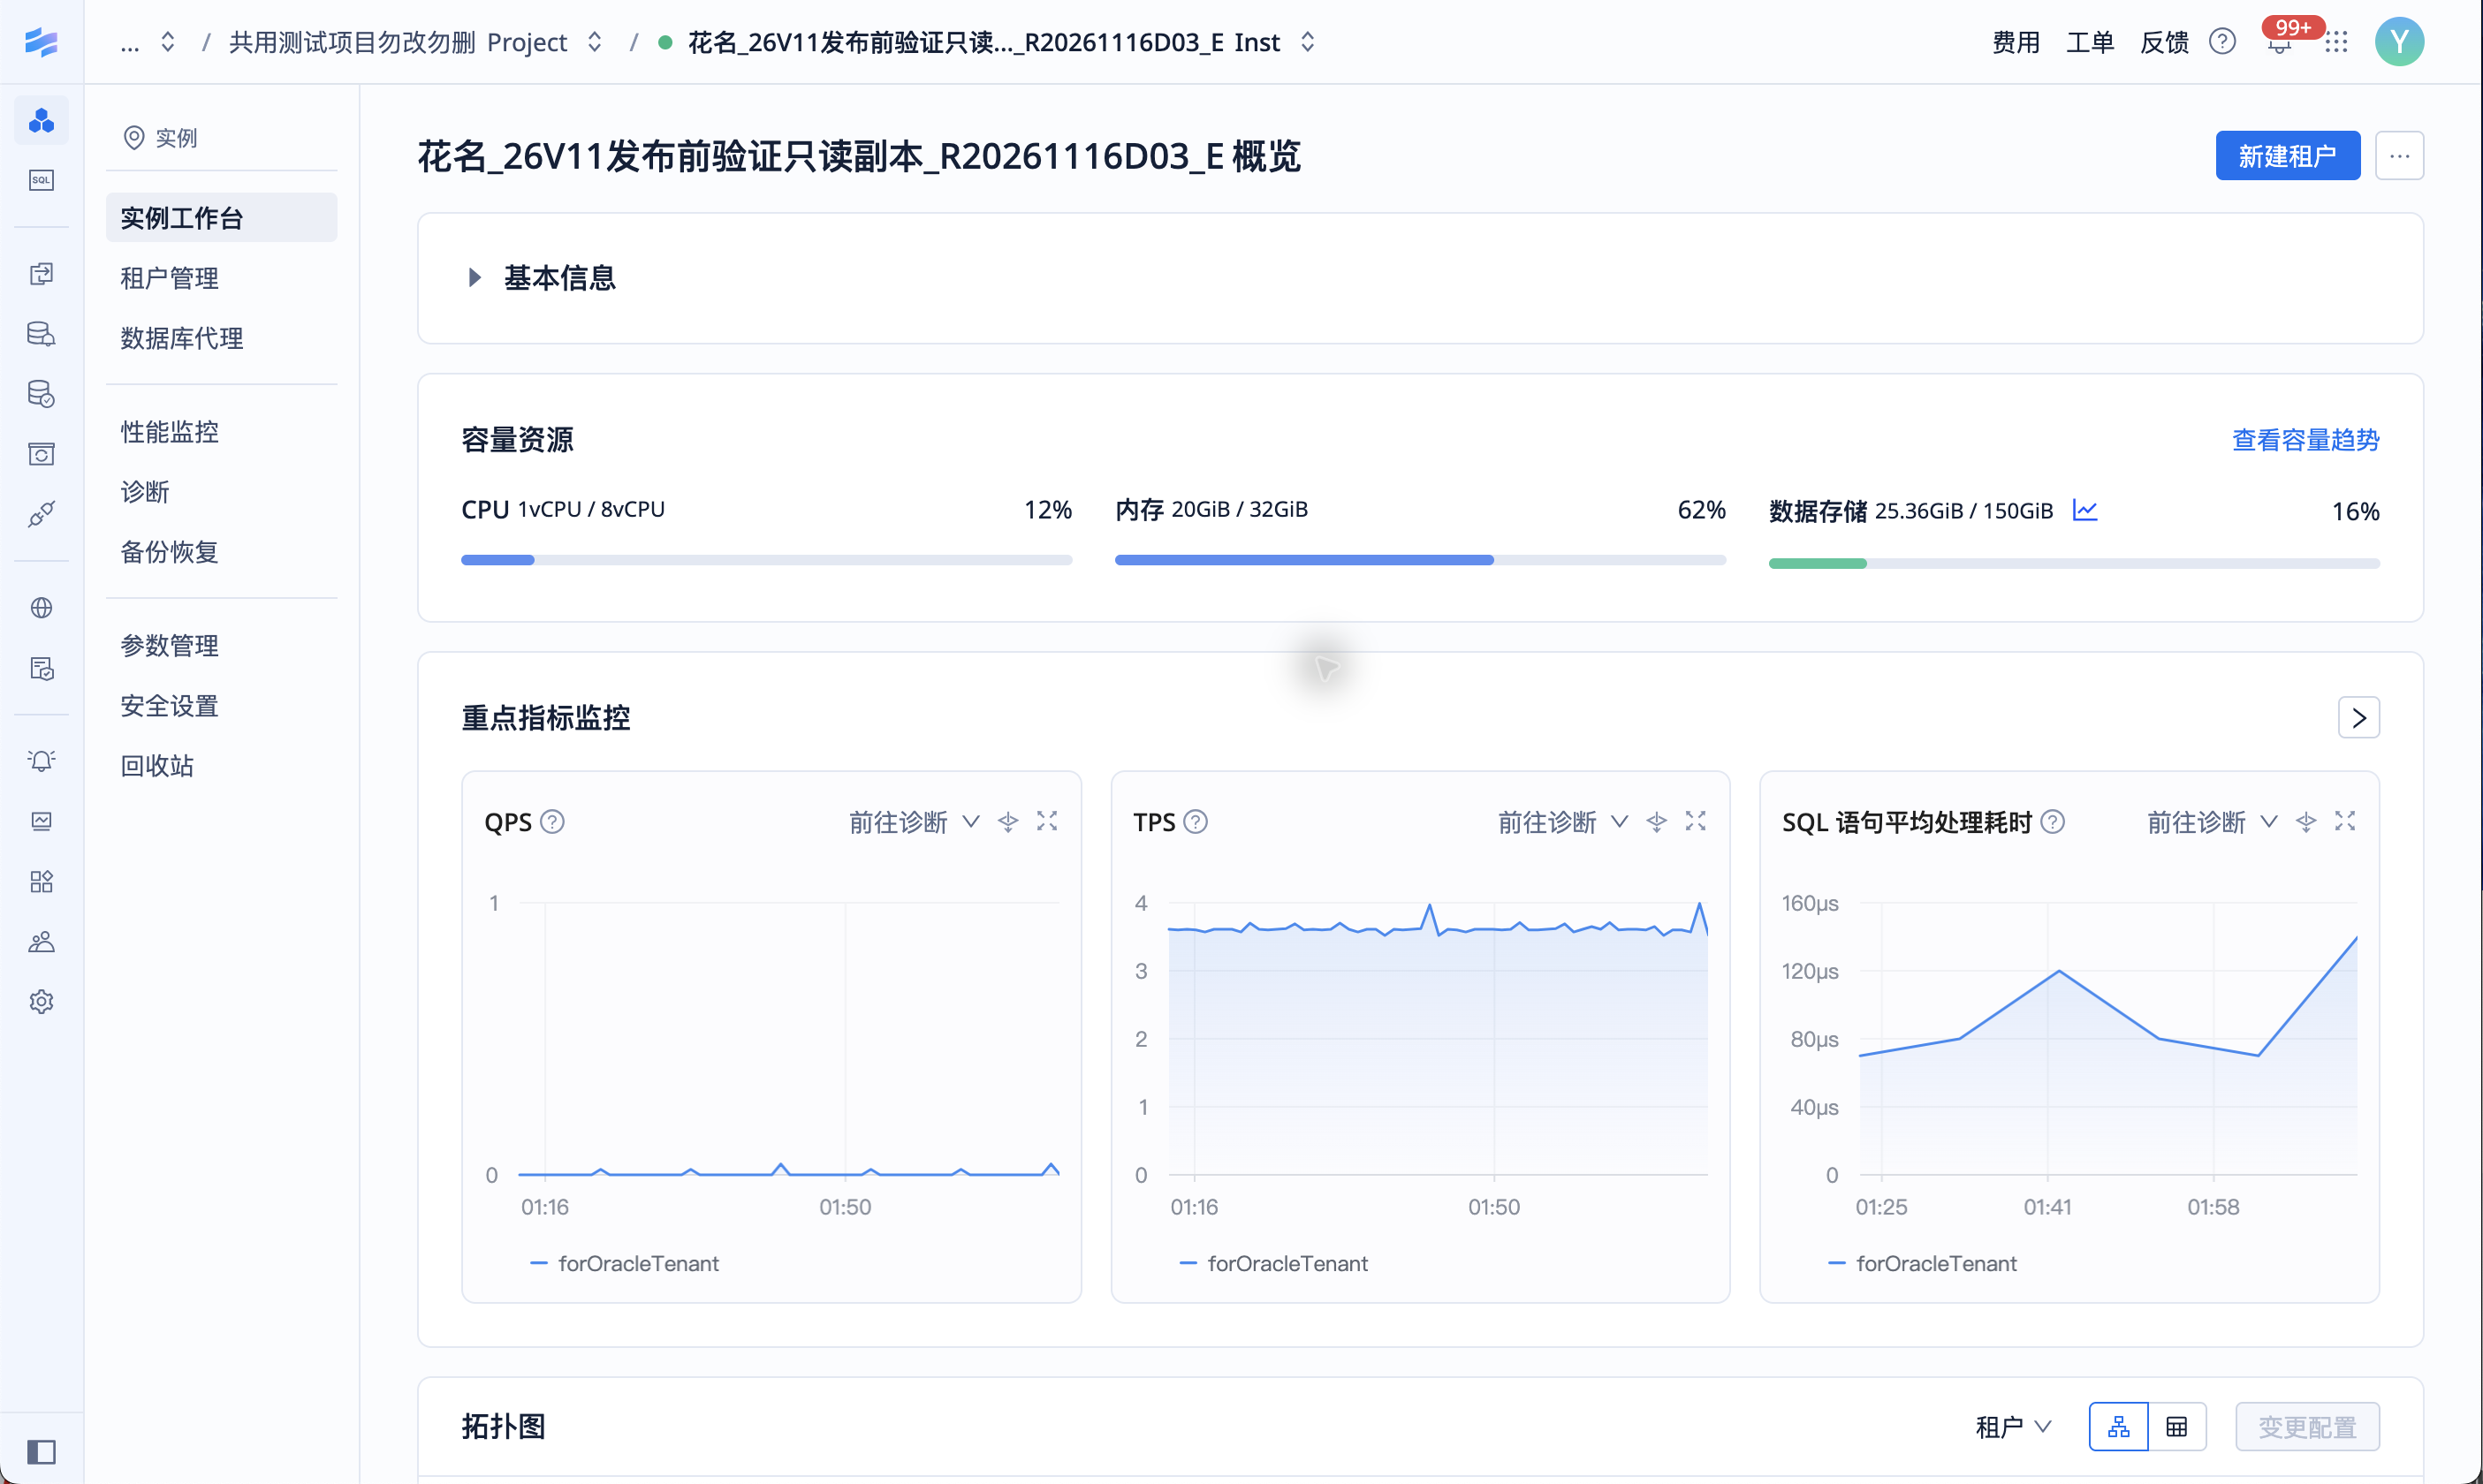 ... / 共用测试项目勿改勿删 Project / 花名_26V11发布前验证只读..._R20261116D03_E Inst
费用 工单 反馈 99+ Y
SQL
实例
实例工作台
租户管理
数据库代理
性能监控
诊断
备份恢复
参数管理
安全设置
回收站
花名_26V11发布前验证只读副本_R20261116D03_E 概览
新建租户 ...
基本信息
容量资源
查看容量趋势
CPU 1vCPU / 8vCPU 12%
内存 20GiB / 32GiB 62%
数据存储 25.36GiB / 150GiB 16%
重点指标监控
QPS 前往诊断
1
0
01:16 01:50
forOracleTenant
TPS 前往诊断
4
3
2
1
0
01:16 01:50
forOracleTenant
SQL 语句平均处理耗时 前往诊断
160μs
120μs
80μs
40μs
0
01:25 01:41 01:58
forOracleTenant
拓扑图
租户
变更配置